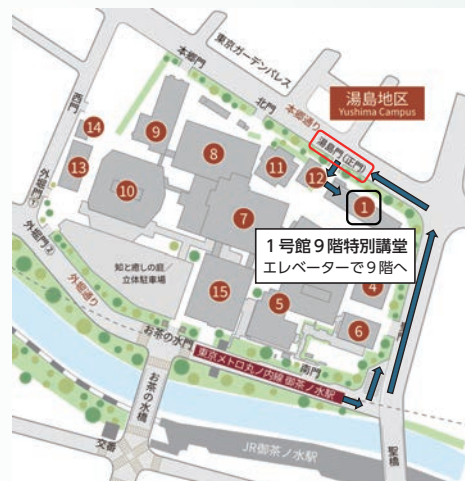 東京ガーデンパレス
本郷門
北門
本郷通り
湯島門(正門)
湯島地区
Yushima Campus
西門
外堀門①
外堀門②
外堀通り
14
13
9
10
8
11
12
7
1
1号館9階特別講堂
エレベーターで9階へ
知と癒しの庭/
立体駐車場
15
5
4
6
お茶の水門
南門
東京メトロ丸ノ内線 御茶ノ水駅
お茶の水橋
交番
JR御茶ノ水駅
聖橋